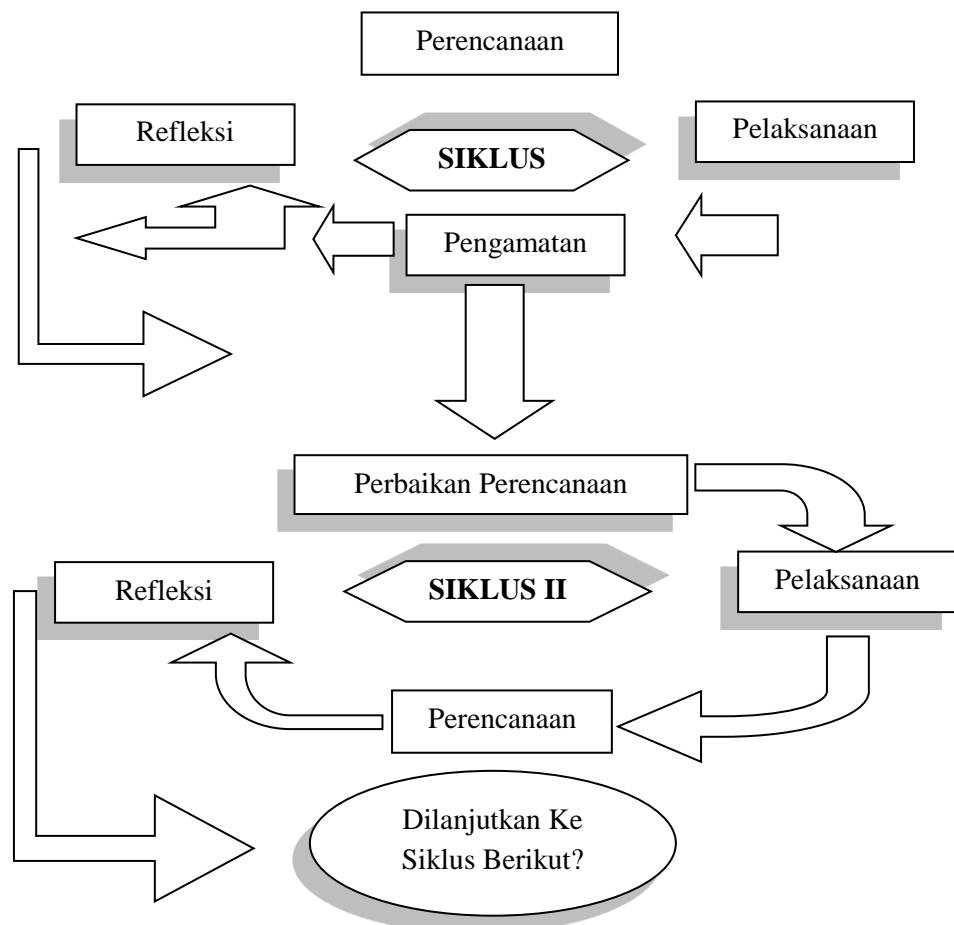 Perencanaan
Refleksi
Pelaksanaan
SIKLUS
Pengamatan
Perbaikan Perencanaan
Refleksi
SIKLUS II
Pelaksanaan
Perencanaan
Dilanjutkan Ke
Siklus Berikut?